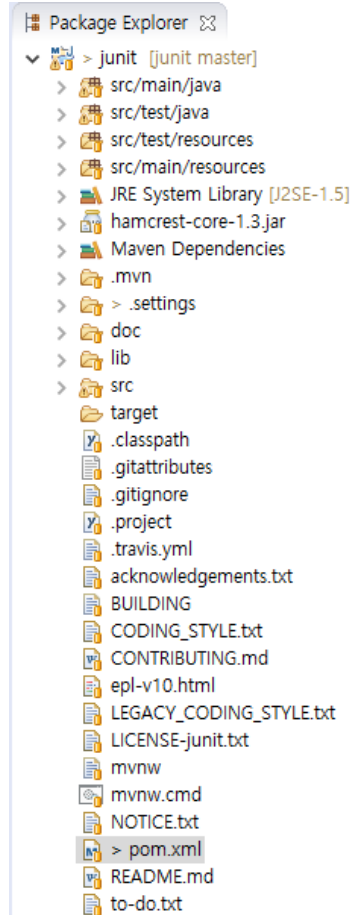 Package Explorer
> junit [junit master]
src/main/java
src/test/java
src/test/resources
src/main/resources
JRE System Library [J2SE-1.5]
hamcrest-core-1.3.jar
Maven Dependencies
.mvn
> .settings
doc
lib
src
target
.classpath
.gitattributes
.gitignore
.project
.travis.yml
acknowledgements.txt
BUILDING
CODING_STYLE.txt
CONTRIBUTING.md
epl-v10.html
LEGACY_CODING_STYLE.txt
LICENSE-junit.txt
mvnw
mvnw.cmd
NOTICE.txt
> pom.xml
README.md
to-do.txt